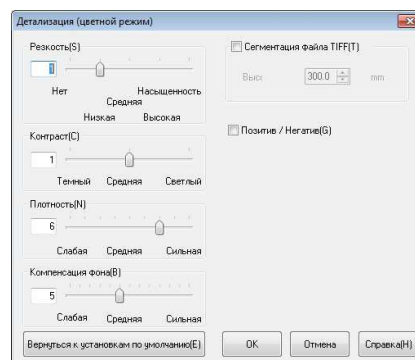 Детализация (цветной режим)
Резкость(S)
1
Нет Насыщенность
Средняя
Низкая Высокая
Контраст(C)
1
Темный Средняя Светлый
Плотность(N)
6
Слабая Средняя Сильная
Компенсация фона(B)
5
Слабая Средняя Сильная
Сегментация файла TIFF(T)
Выс: 300.0 mm
Позитив / Негатив(G)
Вернуться к установкам по умолчанию(E) OK Отмена Справка(H)